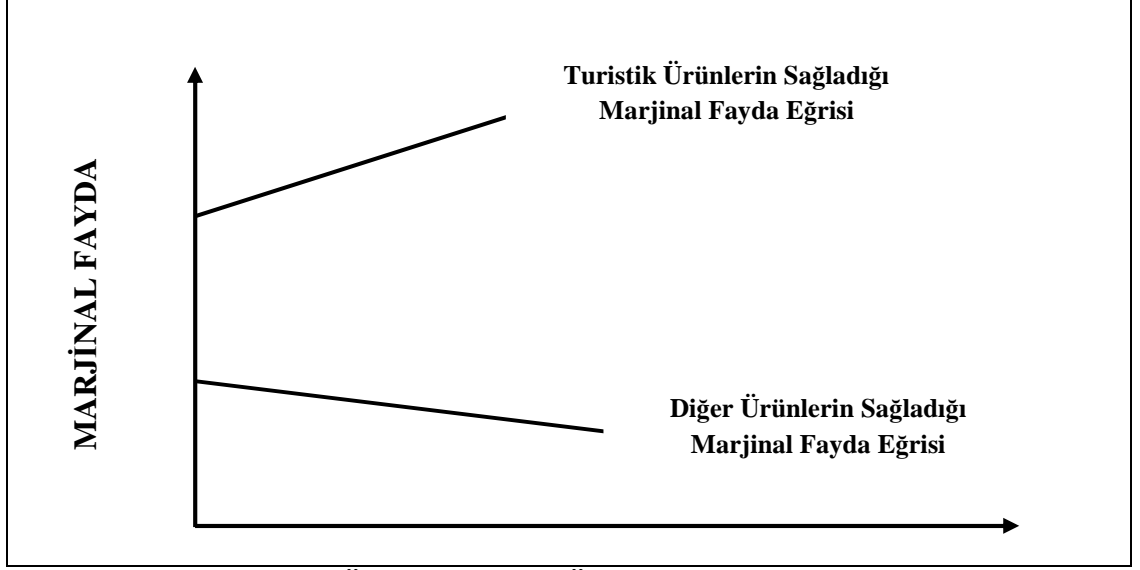 Turistik Ürünlerin Sağladığı
Marjinal Fayda Eğrisi
MARJİNAL FAYDA
Diğer Ürünlerin Sağladığı
Marjinal Fayda Eğrisi